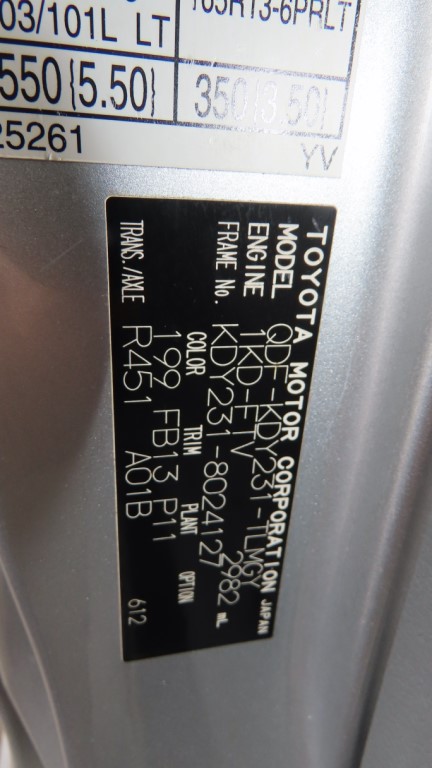 03/101L LT
165R13-6PRLT
550{5.50}
350{3.50}
25261
YV
TOYOTA MOTOR CORPORATION JAPAN
MODEL QDF-KDY231-TLMGY
ENGINE 1KD-FTV 2982 mL
FRAME No. KDY231-8024127
COLOR TRIM PLANT OPTION
199 FB13 P11
TRANS./AXLE R451 A01B
612